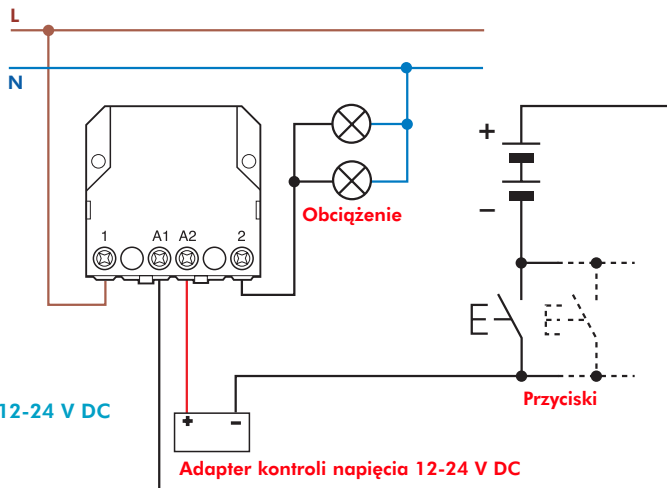 L
N
+
Obciążenie
–
1 A1 A2 2
Przyciski
12-24 V DC
+ –
Adapter kontroli napięcia 12-24 V DC